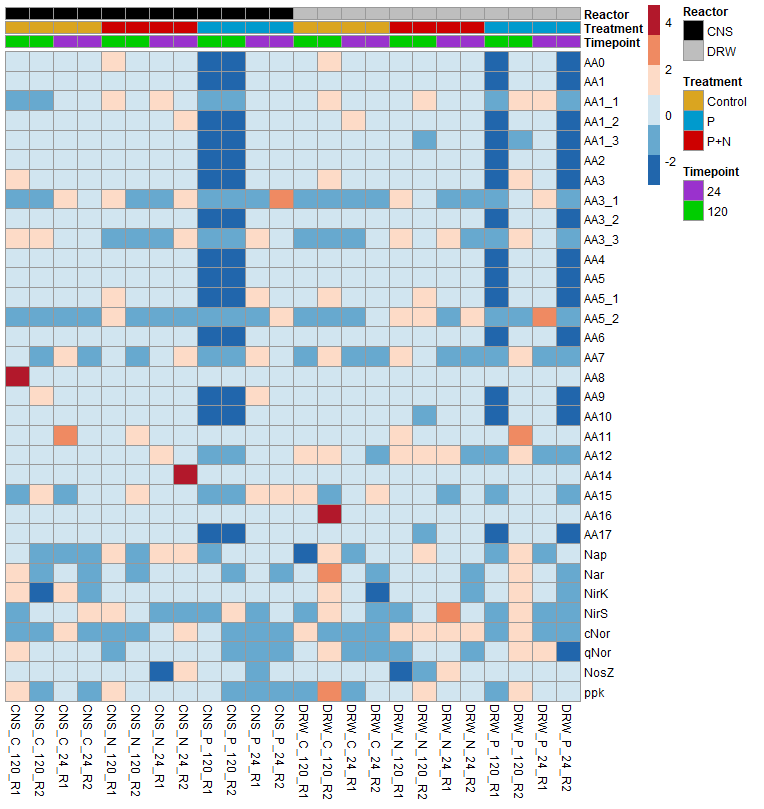 Reactor
Treatment
Timepoint
4
2
0
-2
Reactor
CNS
DRW
Treatment
Control
P
P+N
Timepoint
24
120
AA0
AA1
AA1_1
AA1_2
AA1_3
AA2
AA3
AA3_1
AA3_2
AA3_3
AA4
AA5
AA5_1
AA5_2
AA6
AA7
AA8
AA9
AA10
AA11
AA12
AA14
AA15
AA16
AA17
Nap
Nar
NirK
NirS
cNor
qNor
NosZ
ppk
CNS_C_120_R1
CNS_C_120_R2
CNS_C_24_R1
CNS_C_24_R2
CNS_N_120_R1
CNS_N_120_R2
CNS_N_24_R1
CNS_N_24_R2
CNS_P_120_R1
CNS_P_120_R2
CNS_P_24_R1
CNS_P_24_R2
DRW_C_120_R1
DRW_C_120_R2
DRW_C_24_R1
DRW_C_24_R2
DRW_N_120_R1
DRW_N_120_R2
DRW_N_24_R1
DRW_N_24_R2
DRW_P_120_R1
DRW_P_120_R2
DRW_P_24_R1
DRW_P_24_R2